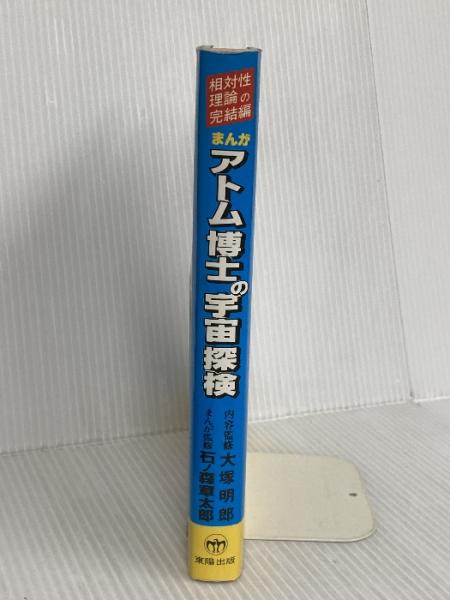 相対性
理論の
完結編
まんが
アトム博士の宇宙探検
内容監修 大塚明郎
まんが監修 石ノ森章太郎
東陽出版